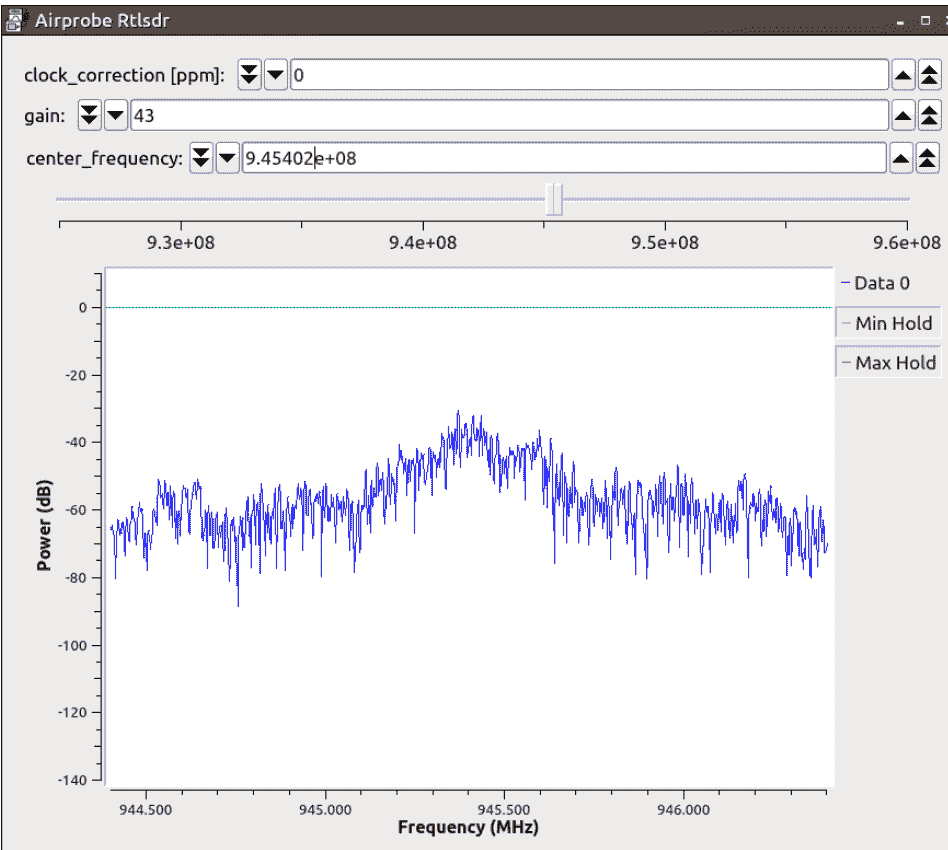 Airprobe Rtlsdr
clock_correction [ppm]: 0
gain: 43
center_frequency: 9.45402e+08
9.3e+08 9.4e+08 9.5e+08 9.6e+08
Data 0
Min Hold
Max Hold
0
-20
-40
-60
-80
-100
-120
-140
Power (dB)
944.500 945.000 945.500 946.000
Frequency (MHz)